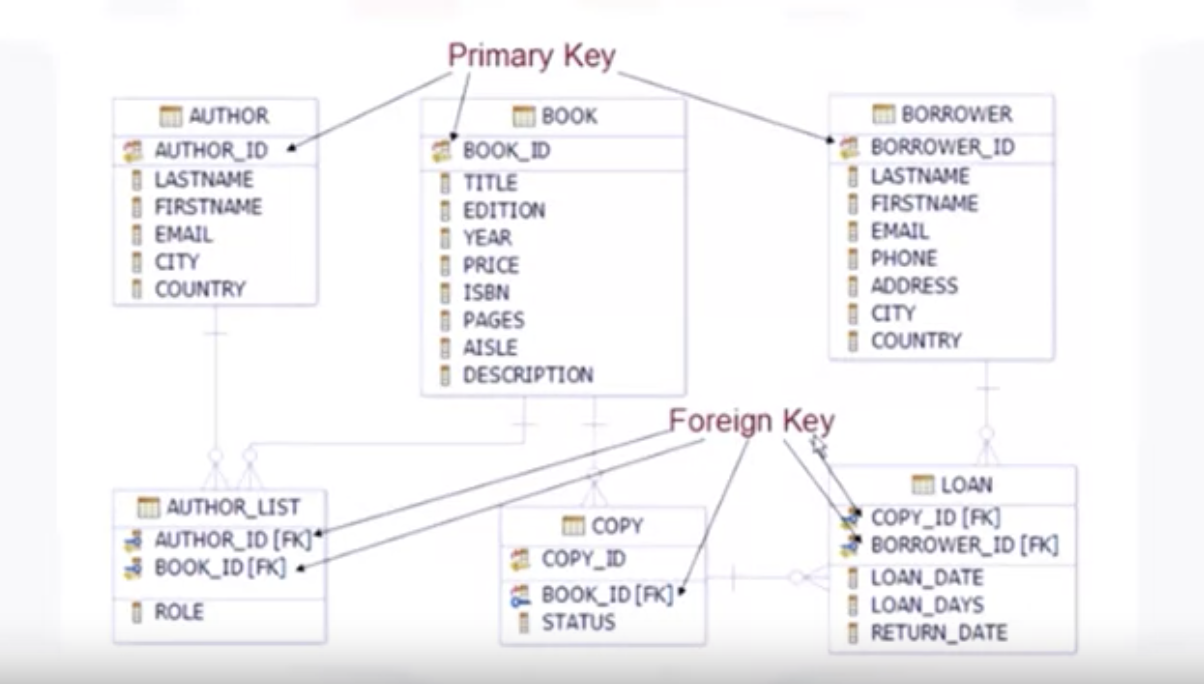 Primary Key
AUTHOR
AUTHOR_ID
LASTNAME
FIRSTNAME
EMAIL
CITY
COUNTRY
BOOK
BOOK_ID
TITLE
EDITION
YEAR
PRICE
ISBN
PAGES
AISLE
DESCRIPTION
BORROWER
BORROWER_ID
LASTNAME
FIRSTNAME
EMAIL
PHONE
ADDRESS
CITY
COUNTRY
Foreign Key
AUTHOR_LIST
AUTHOR_ID [FK]
BOOK_ID [FK]
ROLE
COPY
COPY_ID
BOOK_ID [FK]
STATUS
LOAN
COPY_ID [FK]
BORROWER_ID [FK]
LOAN_DATE
LOAN_DAYS
RETURN_DATE